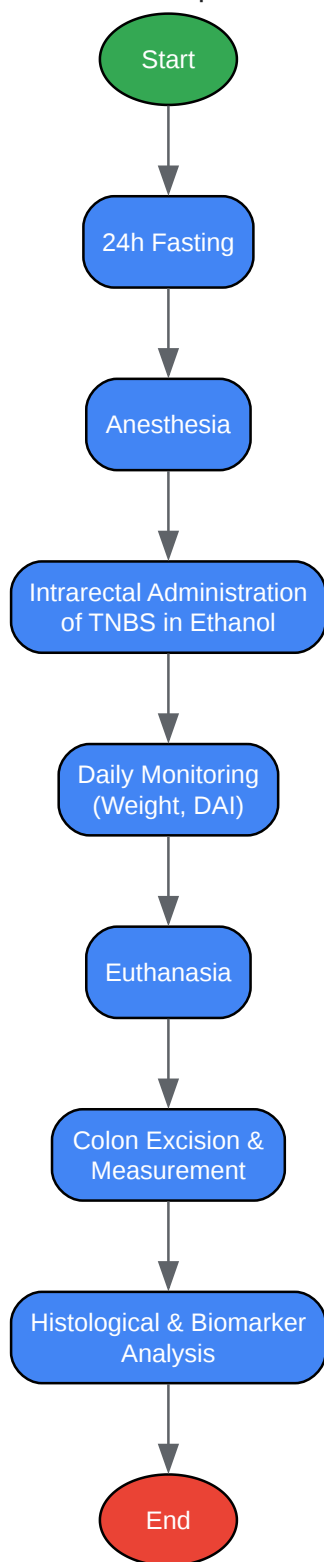 Start
24h Fasting
Anesthesia
Intrarectal Administration
of TNBS in Ethanol
Daily Monitoring
(Weight, DAI)
Euthanasia
Colon Excision &
Measurement
Histological & Biomarker
Analysis
End